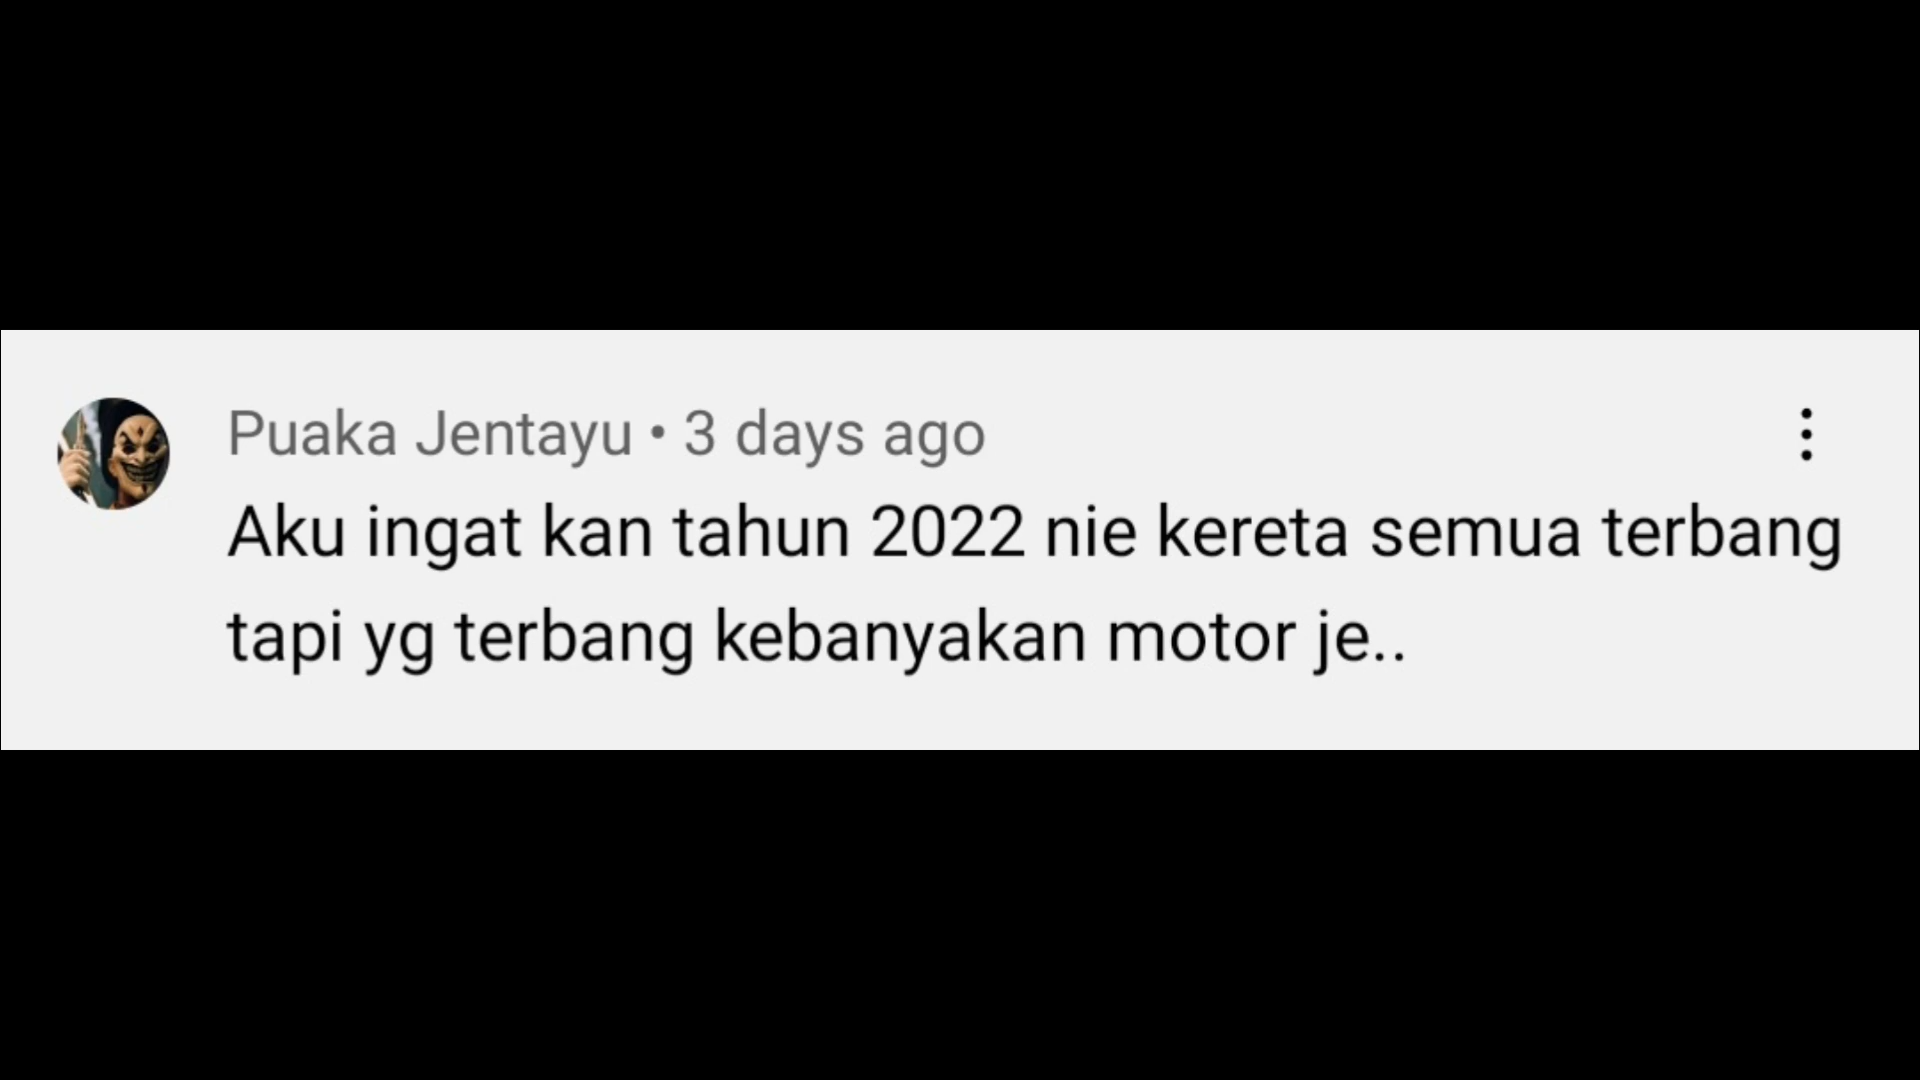 Puaka Jentayu • 3 days ago
Aku ingat kan tahun 2022 nie kereta semua terbang
tapi yg terbang kebanyakan motor je..